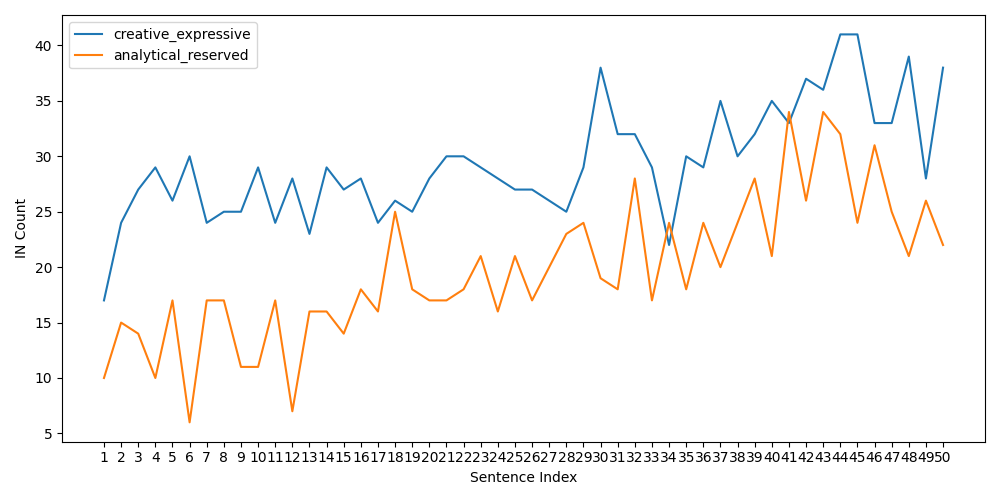 creative_expressive
analytical_reserved
40
35
30
25
20
15
10
5
IN Count
1 2 3 4 5 6 7 8 9 10 11 12 13 14 15 16 17 18 19 20 21 22 23 24 25 26 27 28 29 30 31 32 33 34 35 36 37 38 39 40 41 42 43 44 45 46 47 48 49 50
Sentence Index